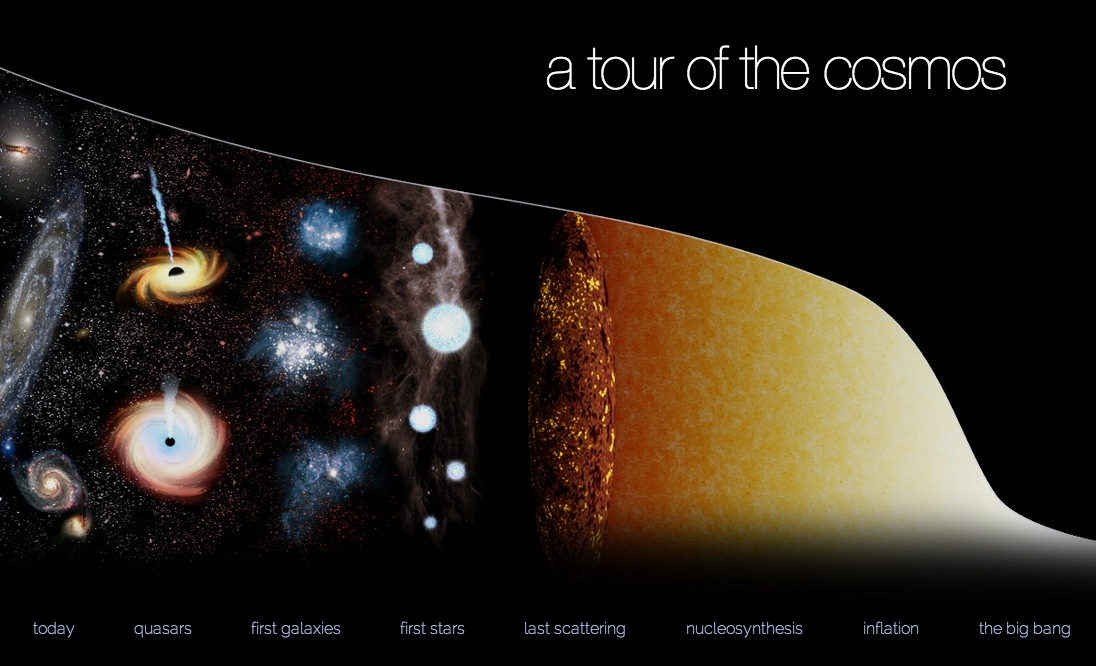 a tour of the cosmos
today quasars first galaxies first stars last scattering nucleosynthesis inflation the big bang